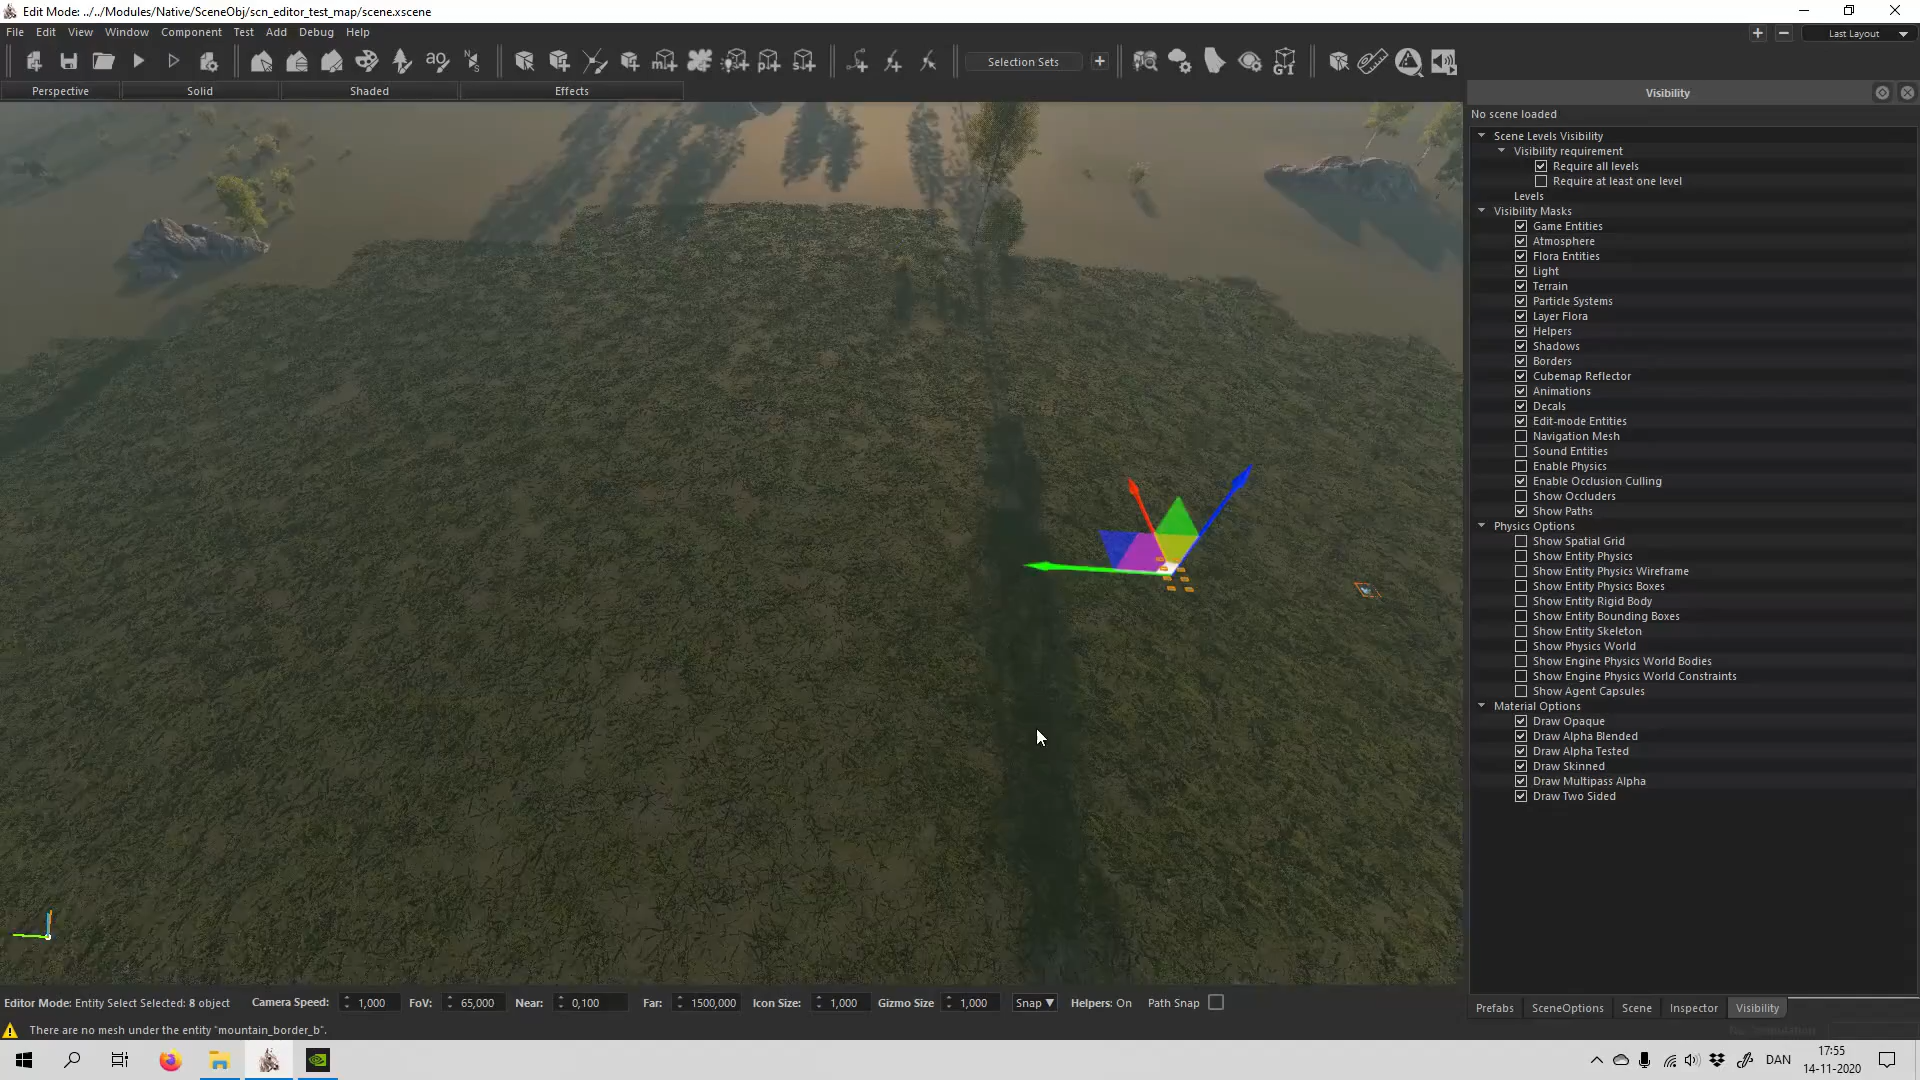 Edit Mode: ../../Modules/Native/SceneObj/scn_editor_test_map/scene.xscene
File Edit View Window Component Test Add Debug Help
Last Layout
Selection Sets
Perspective Solid Shaded Effects
Visibility
No scene loaded
Scene Levels Visibility
Visibility requirement
Require all levels
Require at least one level
Levels
Visibility Masks
Game Entities
Atmosphere
Flora Entities
Light
Terrain
Particle Systems
Layer Flora
Helpers
Shadows
Borders
Cubemap Reflector
Animations
Decals
Edit-mode Entities
Navigation Mesh
Sound Entities
Enable Physics
Enable Occlusion Culling
Show Occluders
Show Paths
Physics Options
Show Spatial Grid
Show Entity Physics
Show Entity Physics Wireframe
Show Entity Physics Boxes
Show Entity Rigid Body
Show Entity Bounding Boxes
Show Entity Skeleton
Show Physics World
Show Engine Physics World Bodies
Show Engine Physics World Constraints
Show Agent Capsules
Material Options
Draw Opaque
Draw Alpha Blended
Draw Alpha Tested
Draw Skinned
Draw Multipass Alpha
Draw Two Sided
Editor Mode: Entity Select Selected: 8 object Camera Speed: 1,000 FoV: 65,000 Near: 0,100 Far: 1500,000 Icon Size: 1,000 Gizmo Size 1,000 Snap Helpers: On Path Snap
Prefabs SceneOptions Scene Inspector Visibility
There are no mesh under the entity "mountain_border_b".
DAN
17:55
14-11-2020